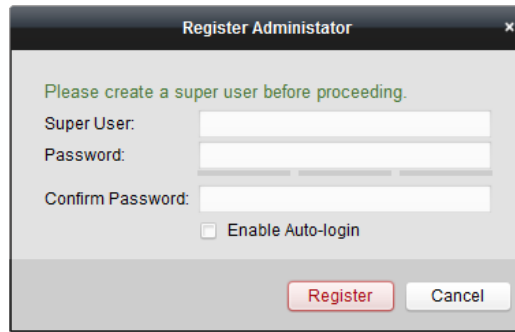 Register Administator
Please create a super user before proceeding.
Super User:
Password:
Confirm Password:
Enable Auto-login
Register Cancel